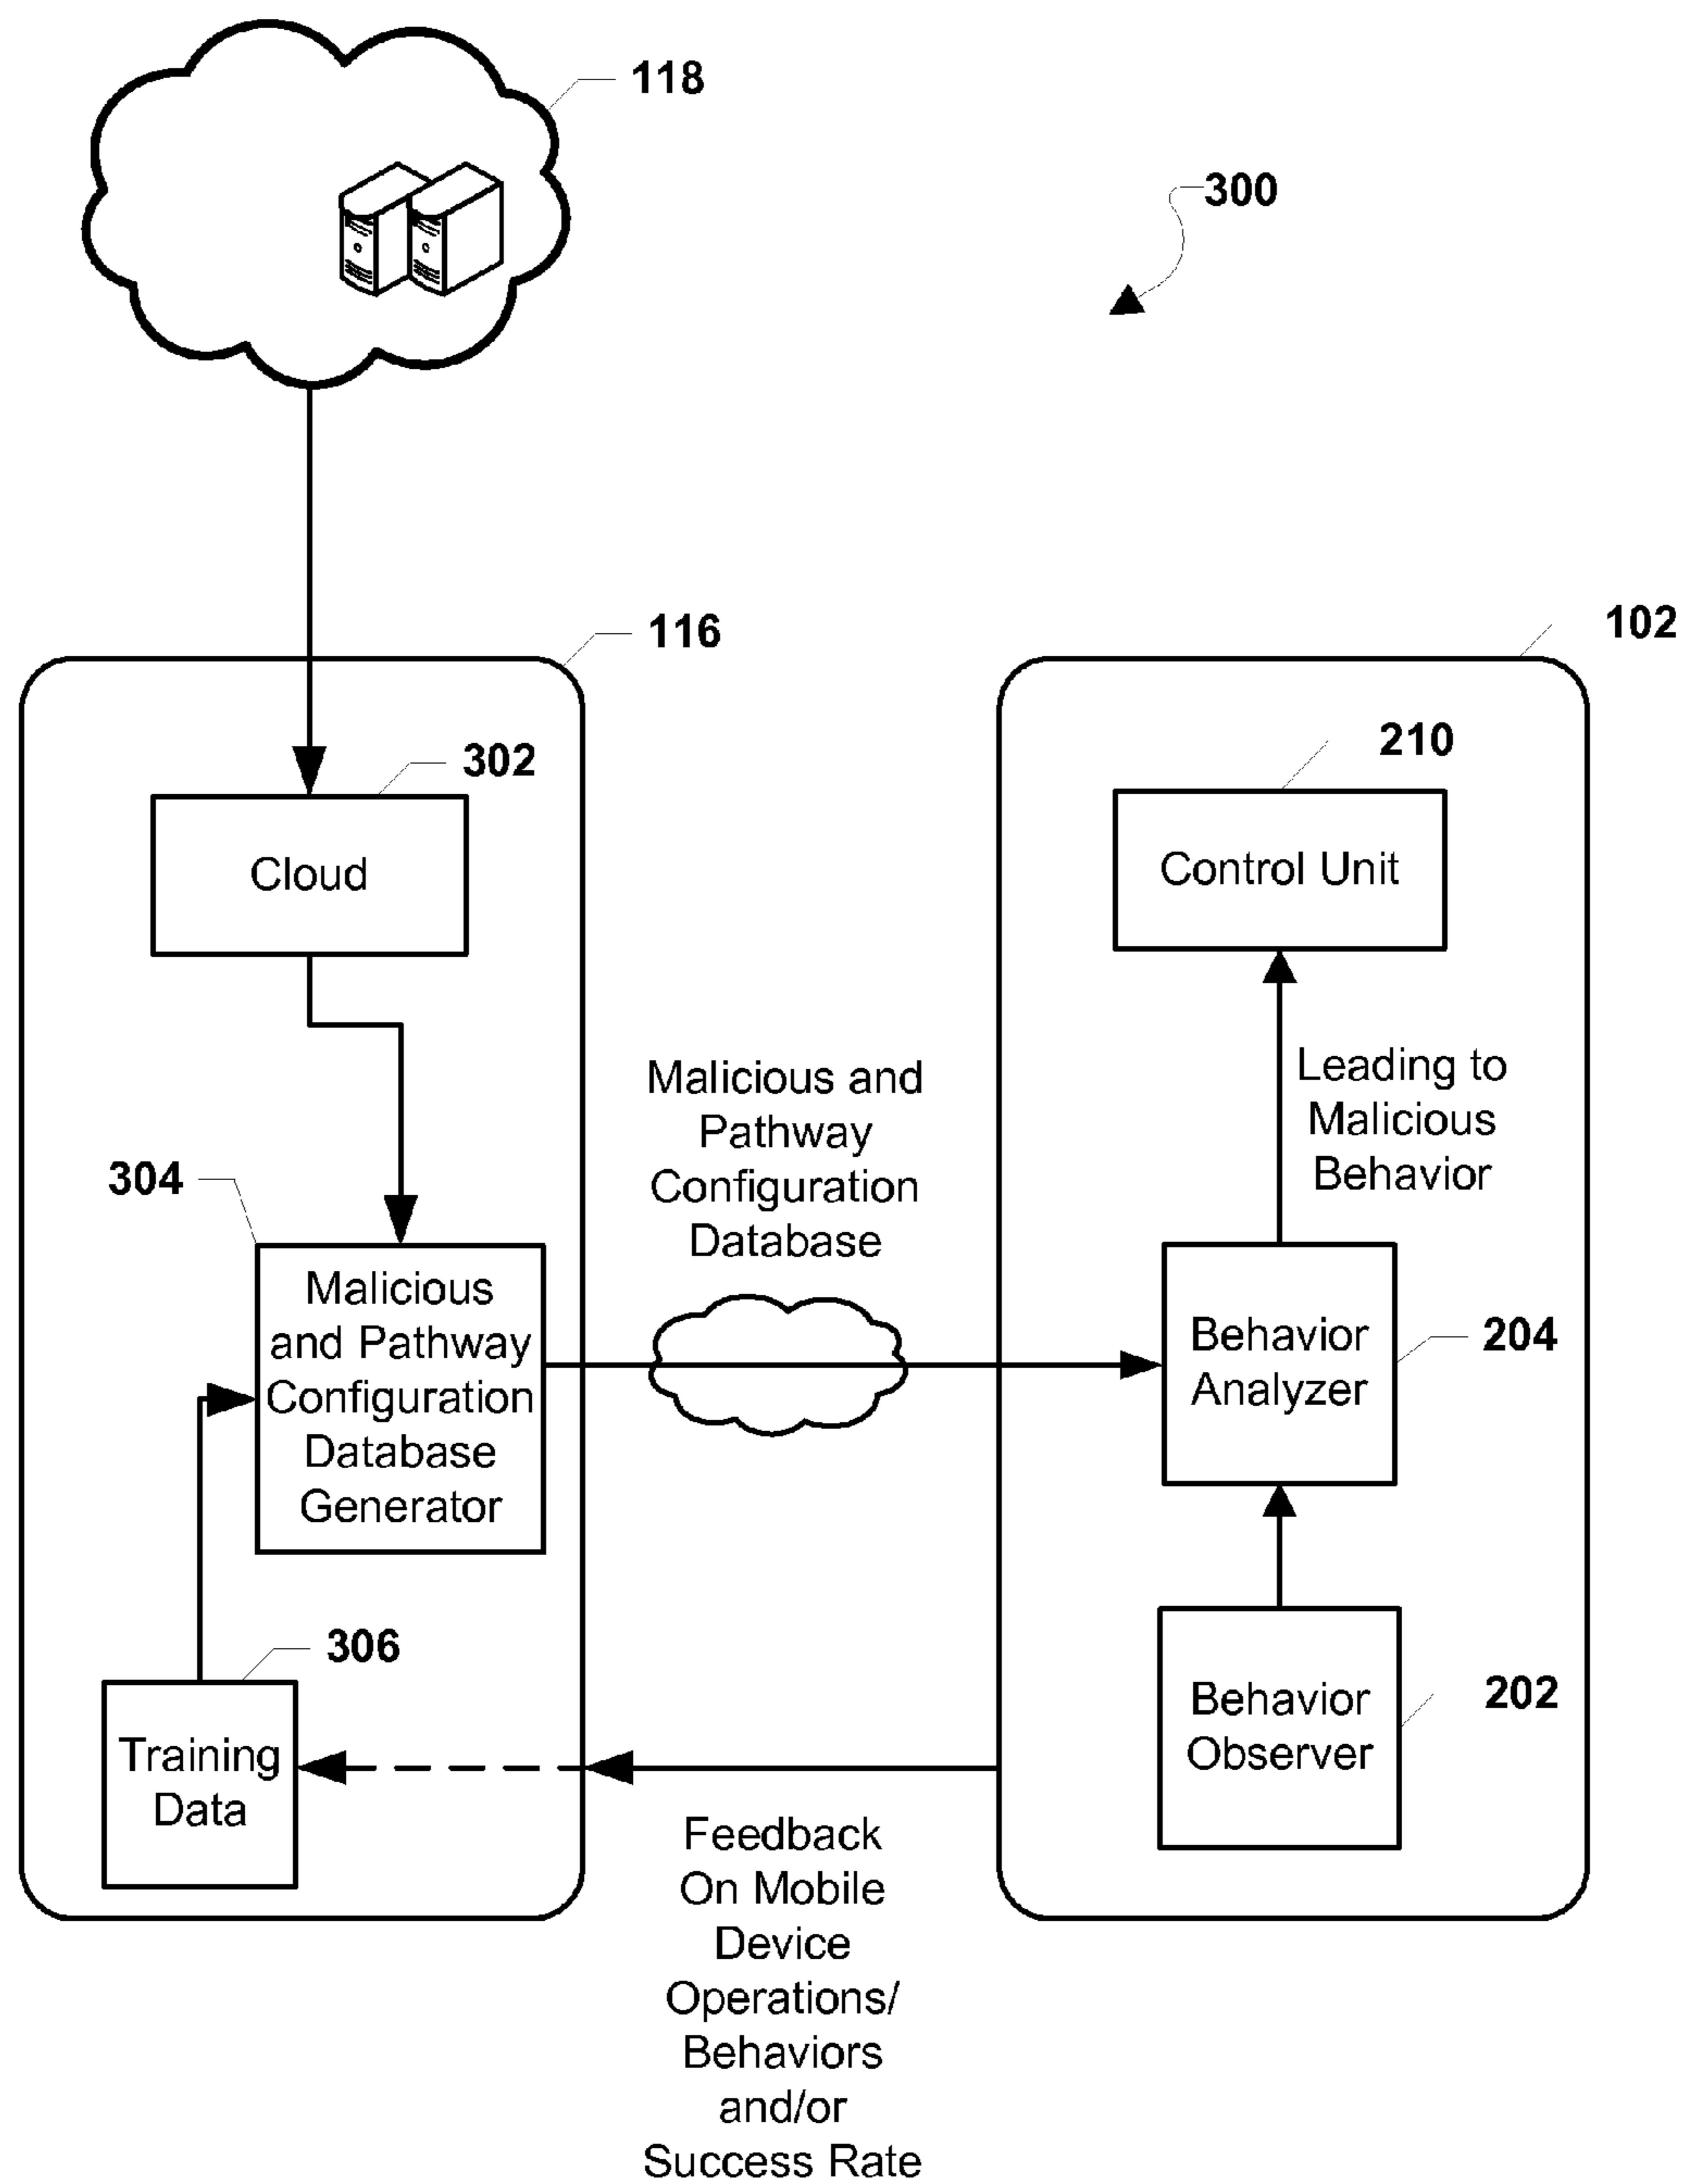 118
300
116
102
302
210
Cloud
Control Unit
Malicious and
Pathway
Configuration
Database
Leading to
Malicious
Behavior
304
Malicious
and Pathway
Configuration
Database
Generator
Behavior
Analyzer
204
306
Training
Data
Behavior
Observer
202
Feedback
On Mobile
Device
Operations/
Behaviors
and/or
Success Rate